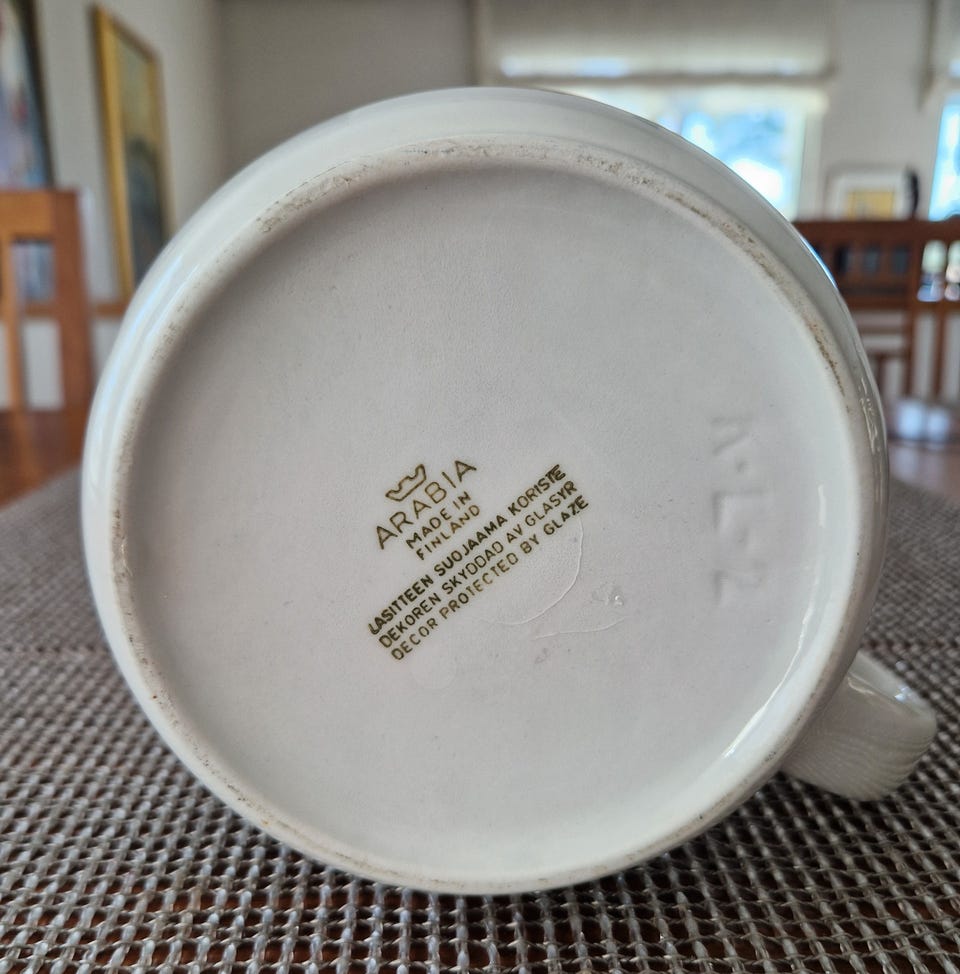 ARABIA
MADE IN
FINLAND
LASITTEEN SUOJAAMA KORISTE
DEKOREN SKYDDAD AV GLASYR
DECOR PROTECTED BY GLAZE